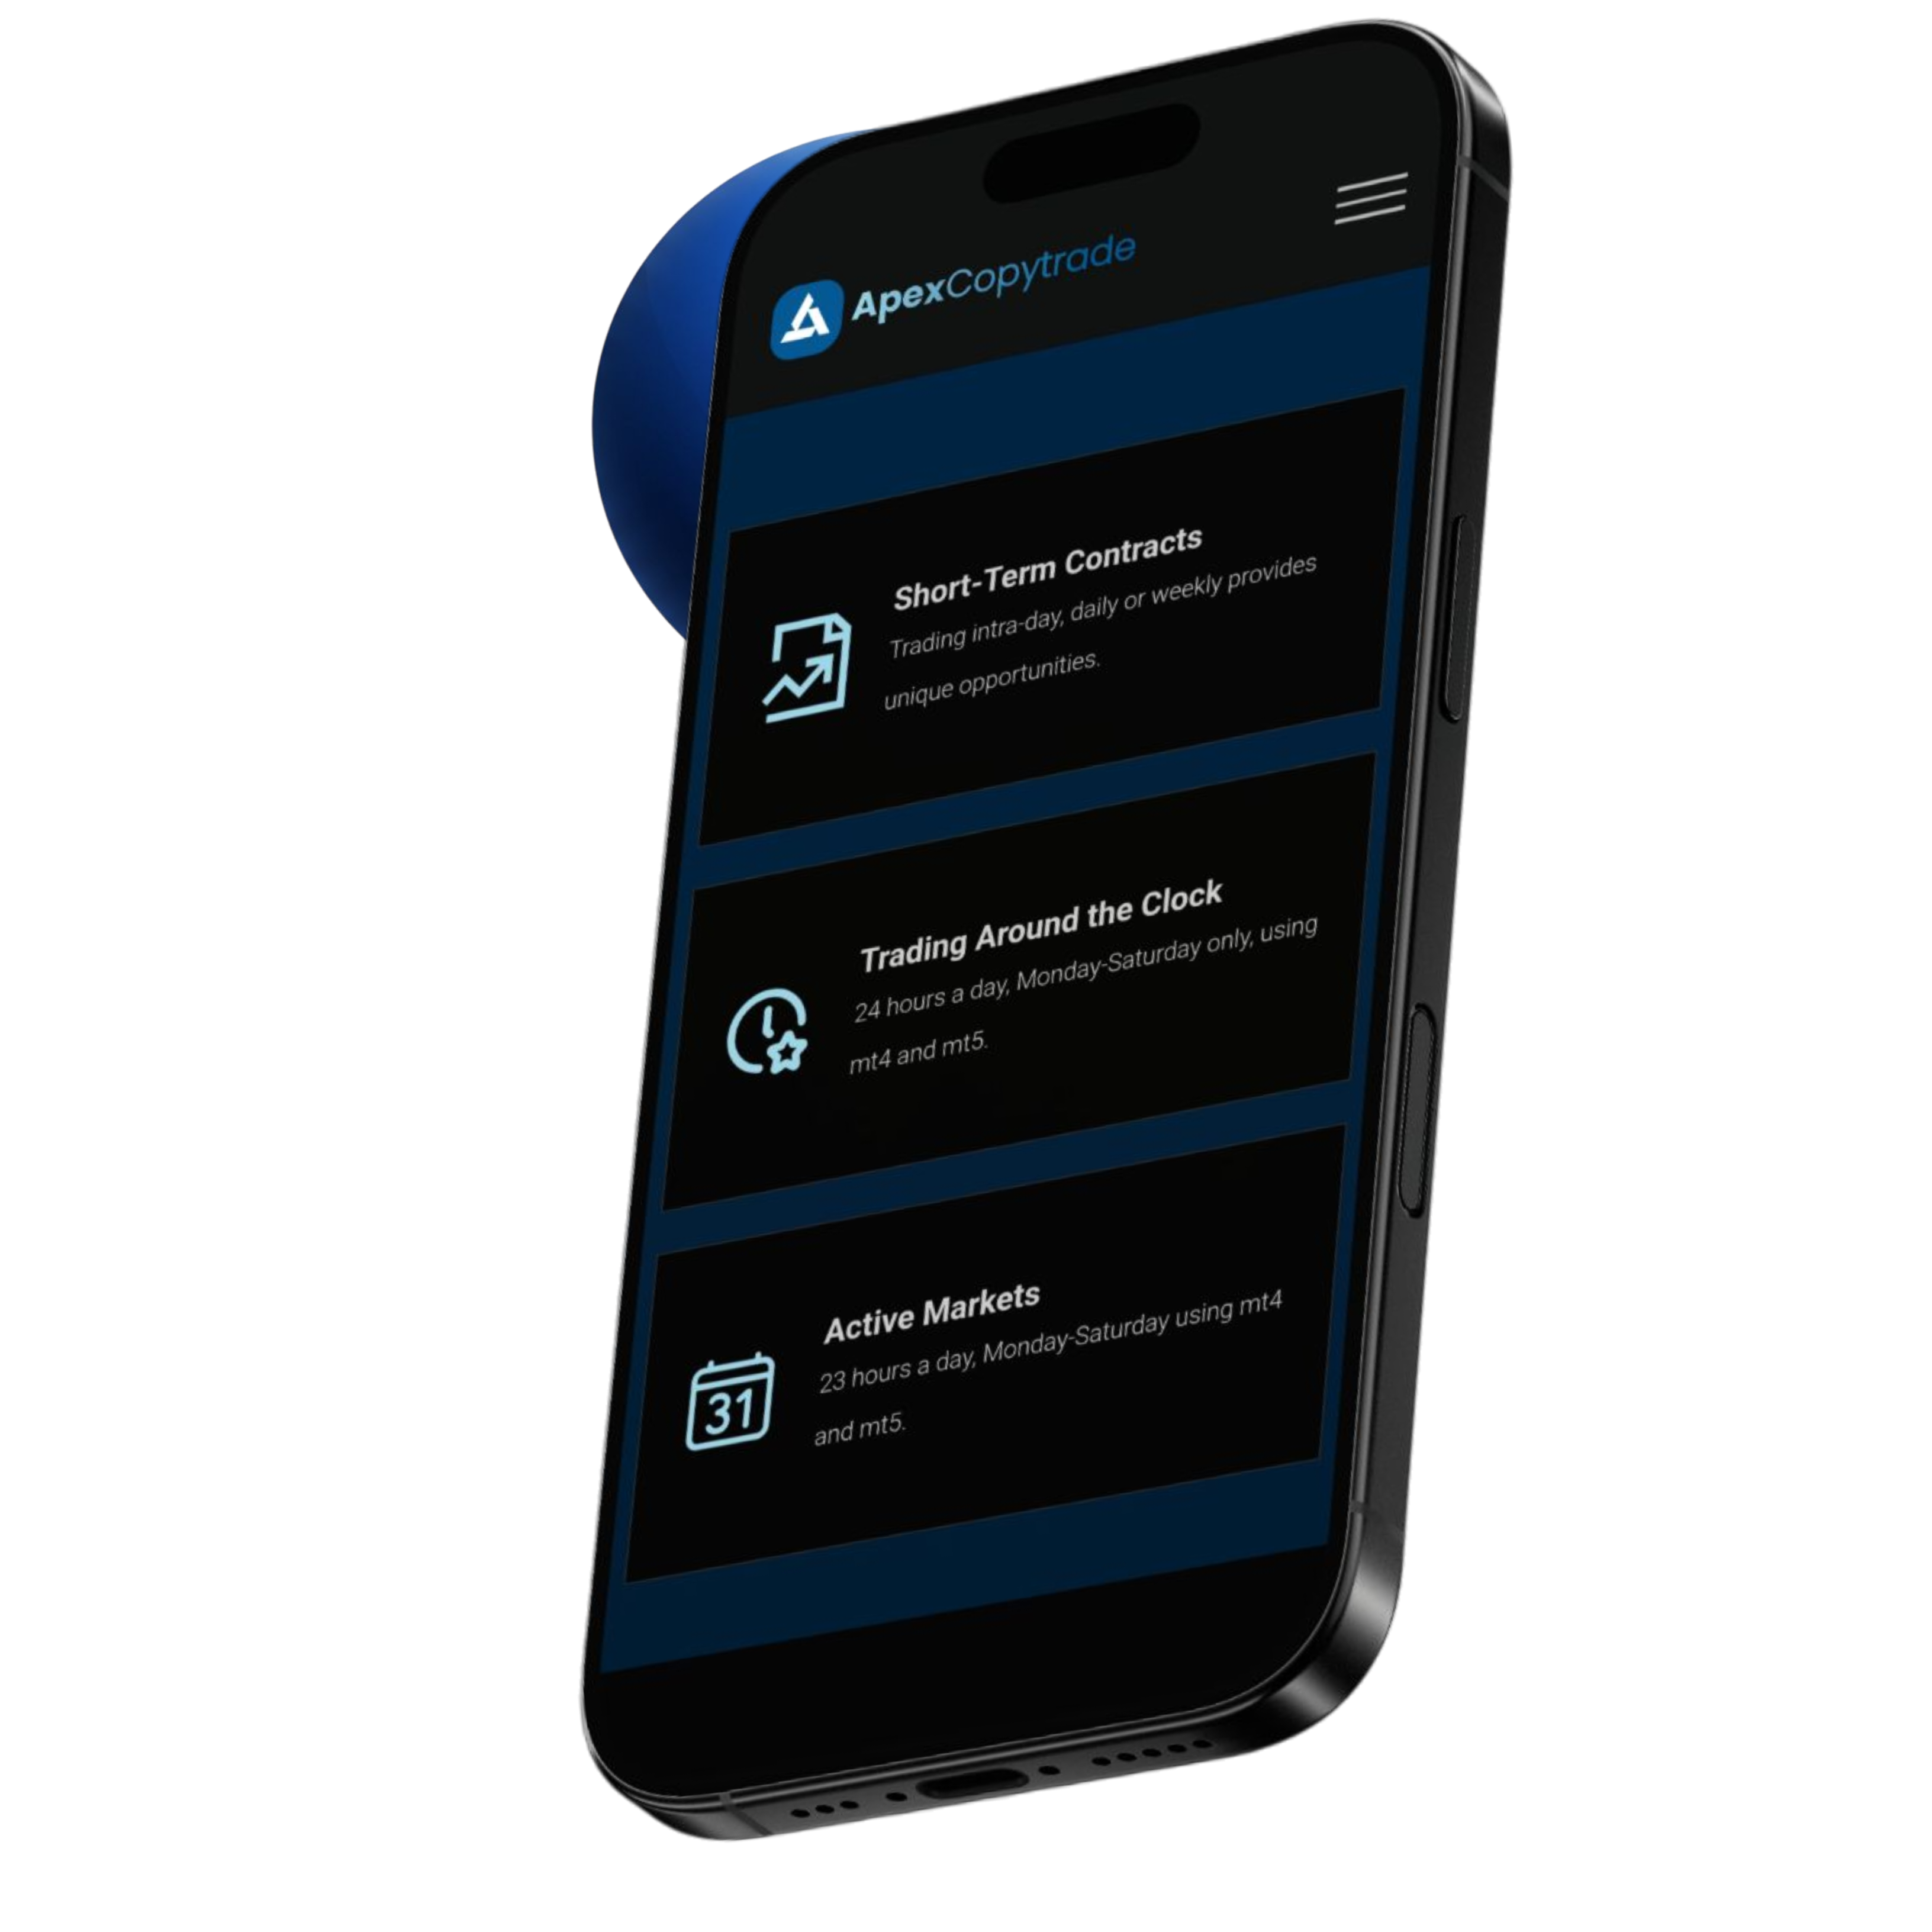 ApexCopytrade
Short-Term Contracts
Trading intra-day, daily or weekly provides
unique opportunities.
Trading Around the Clock
24 hours a day, Monday-Saturday only, using
mt4 and mt5.
Active Markets
23 hours a day, Monday-Saturday using mt4
and mt5.
31